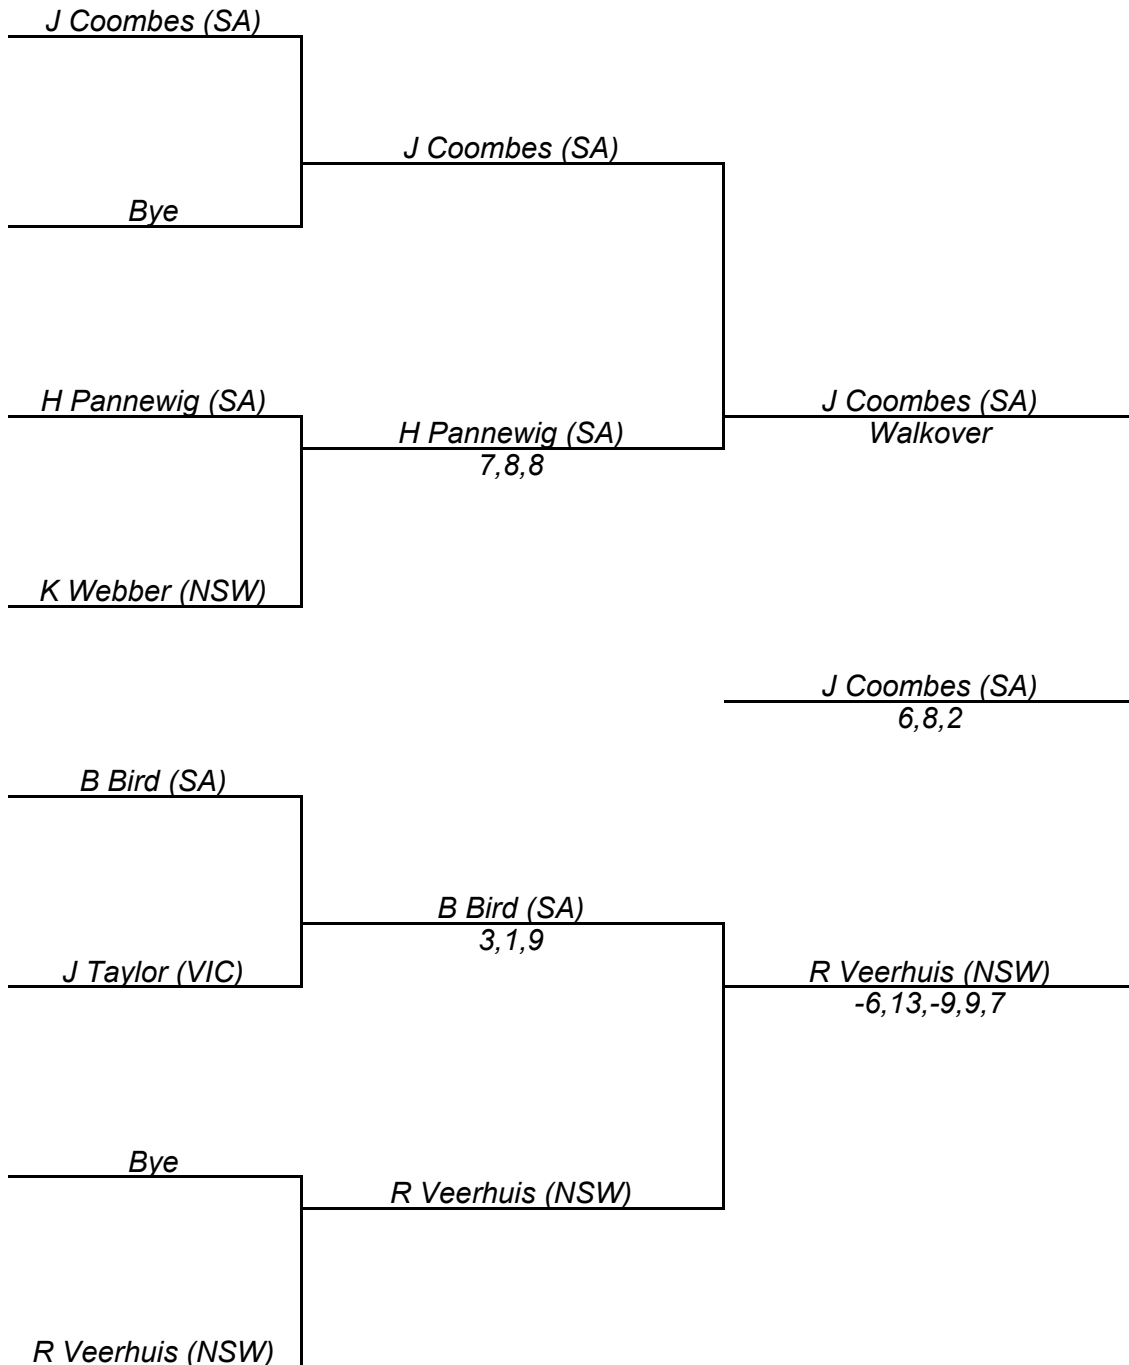 J Coombes (SA)
J Coombes (SA)
Bye
H Pannewig (SA)
J Coombes (SA)
Walkover
H Pannewig (SA)
7,8,8
K Webber (NSW)
J Coombes (SA)
6,8,2
B Bird (SA)
B Bird (SA)
3,1,9
J Taylor (VIC)
R Veerhuis (NSW)
-6,13,-9,9,7
Bye
R Veerhuis (NSW)
R Veerhuis (NSW)